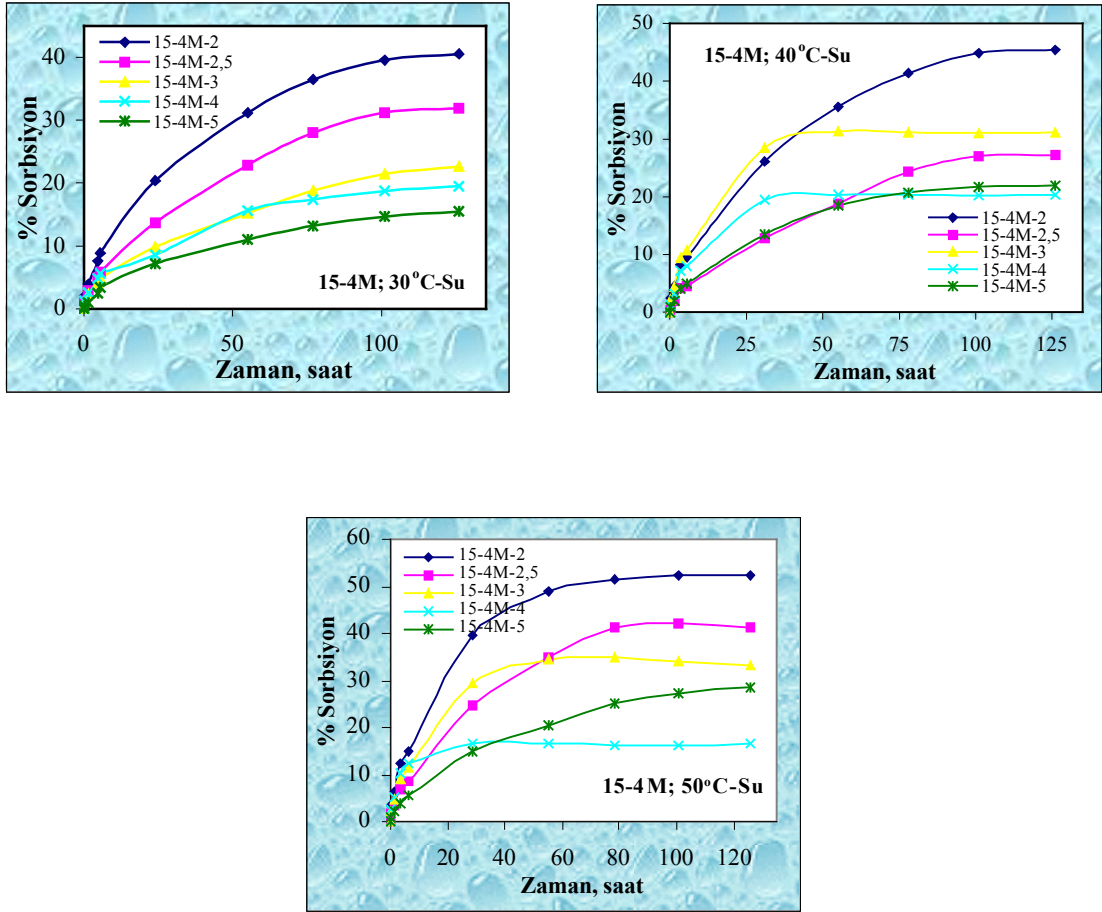 % Sorbsiyon
40
30
20
10
0
15-4M-2
15-4M-2,5
15-4M-3
15-4M-4
15-4M-5
15-4M; 30°C-Su
0 50 100
Zaman, saat
% Sorbsiyon
50
40
30
20
10
0
15-4M; 40°C-Su
15-4M-2
15-4M-2,5
15-4M-3
15-4M-4
15-4M-5
0 25 50 75 100 125
Zaman, saat
% Sorbsiyon
60
50
40
30
20
10
0
15-4M-2
15-4M-2,5
15-4M-3
15-4M-4
15-4M-5
15-4M; 50°C-Su
0 20 40 60 80 100 120
Zaman, saat